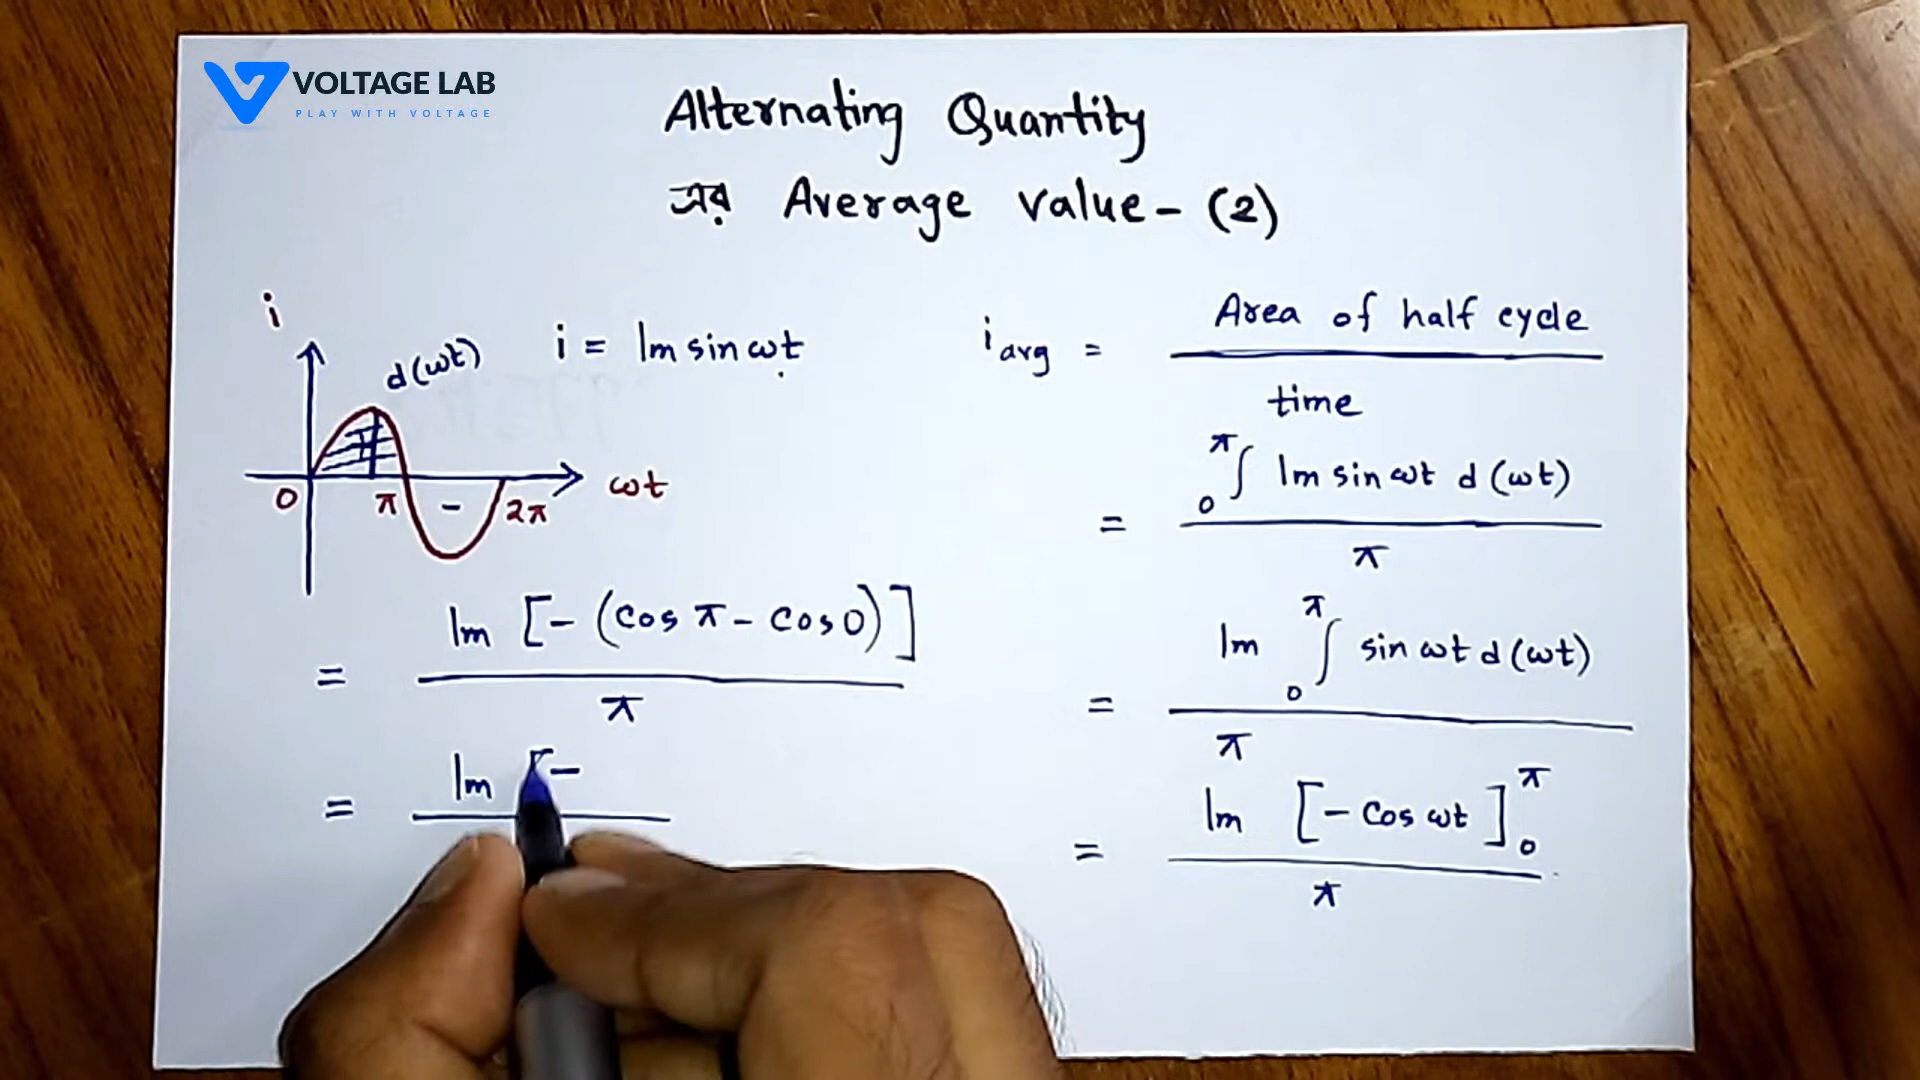 VOLTAGE LAB
PLAY WITH VOLTAGE
Alternating Quantity
এর Average value - (2)
i
d(ωt)
i = Im sin ωt
0
π
-
2π
ωt
i avg = Area of half cycle / time
= ₀∫^π Im sin ωt d(ωt) / π
= Im ₀∫^π sin ωt d(ωt) / π
= Im [- Cos ωt]₀^π / π
= Im [- (Cos π - Cos 0)] / π
= Im [-